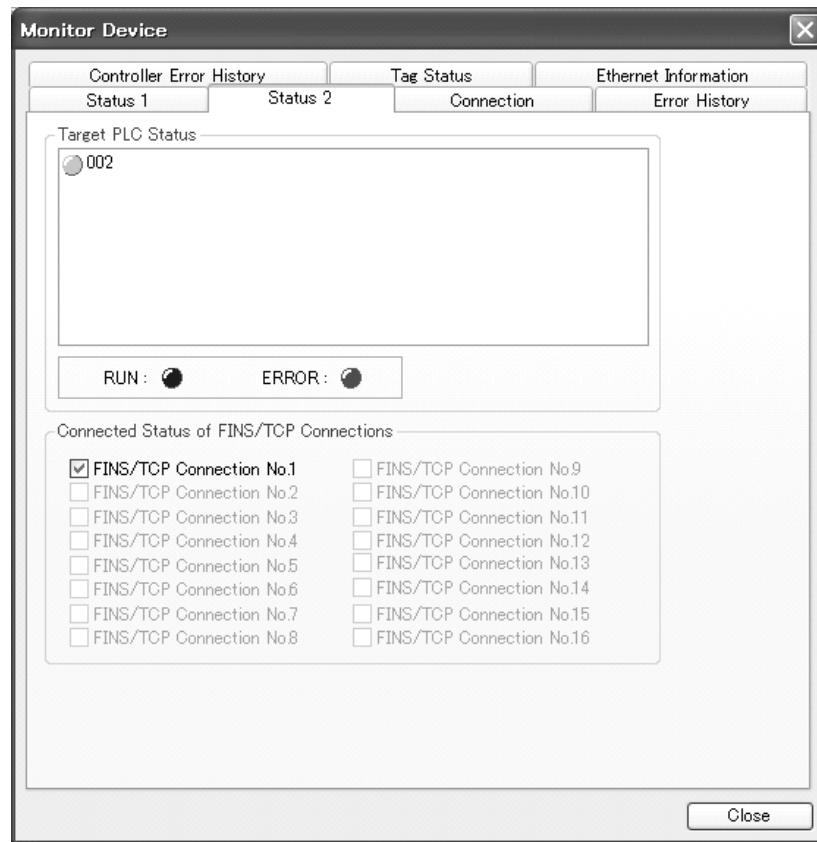 Monitor Device
Controller Error History Tag Status Ethernet Information
Status 1 Status 2 Connection Error History
Target PLC Status
002
RUN : ERROR :
Connected Status of FINS/TCP Connections
FINS/TCP Connection No.1 FINS/TCP Connection No.9
FINS/TCP Connection No.2 FINS/TCP Connection No.10
FINS/TCP Connection No.3 FINS/TCP Connection No.11
FINS/TCP Connection No.4 FINS/TCP Connection No.12
FINS/TCP Connection No.5 FINS/TCP Connection No.13
FINS/TCP Connection No.6 FINS/TCP Connection No.14
FINS/TCP Connection No.7 FINS/TCP Connection No.15
FINS/TCP Connection No.8 FINS/TCP Connection No.16
Close